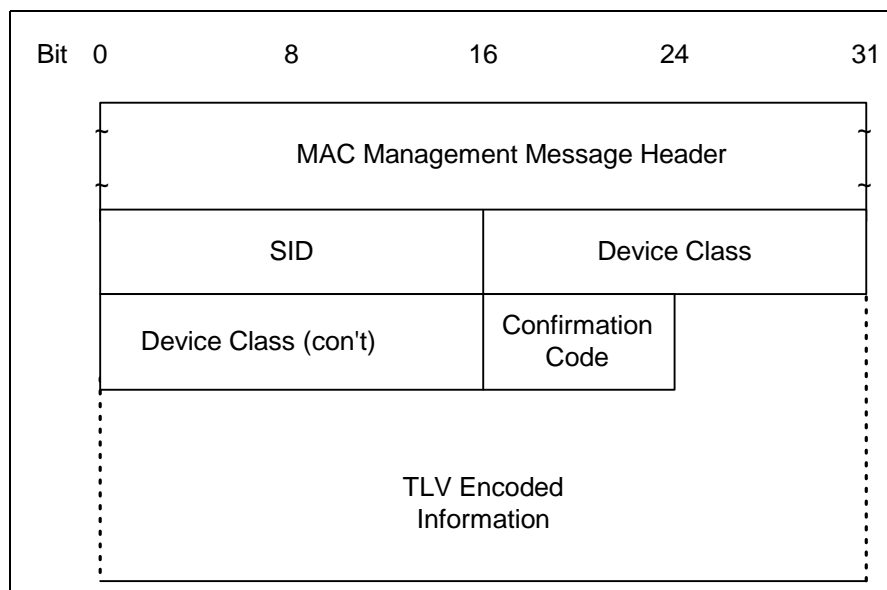 Bit 0 8 16 24 31
MAC Management Message Header
SID Device Class
Device Class (con't) Confirmation
Code
TLV Encoded
Information